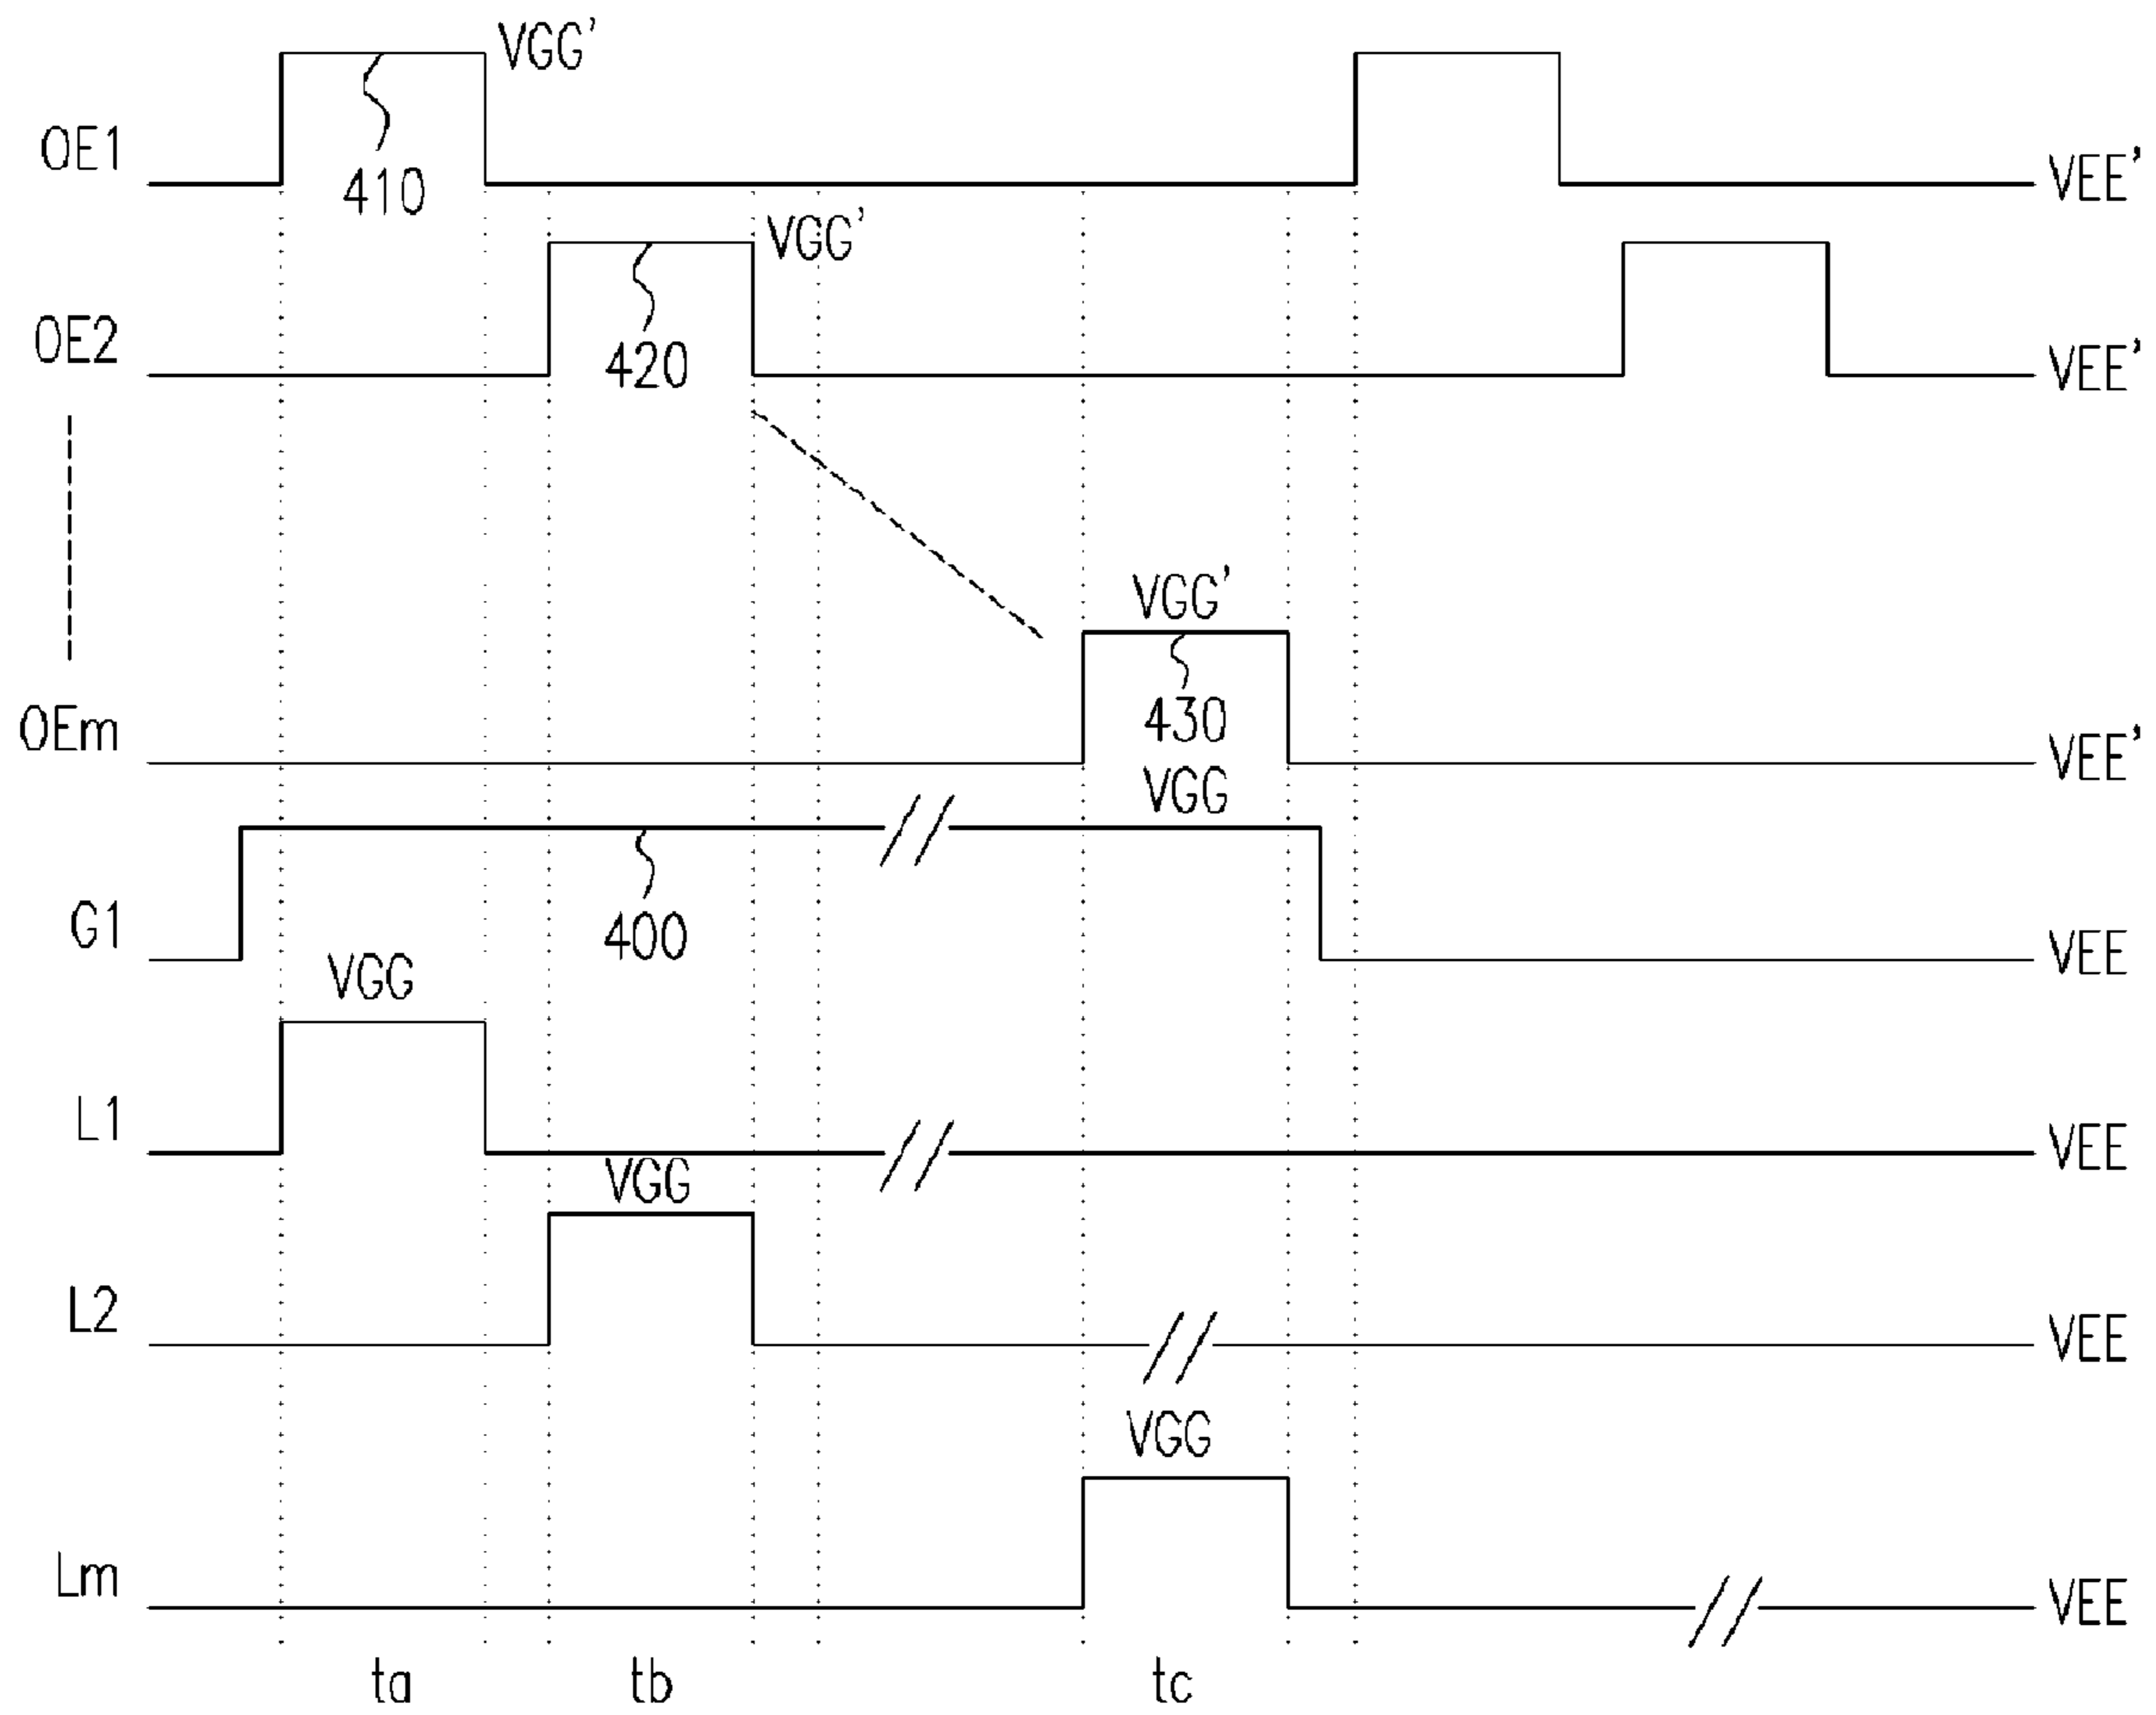 VGG'
OE1
410
VEE'
VGG'
OE2
420
VEE'
VGG'
OEm
430
VEE'
VGG
G1
400
VEE
VGG
L1
VEE
VGG
L2
VEE
VGG
Lm
VEE
ta tb tc